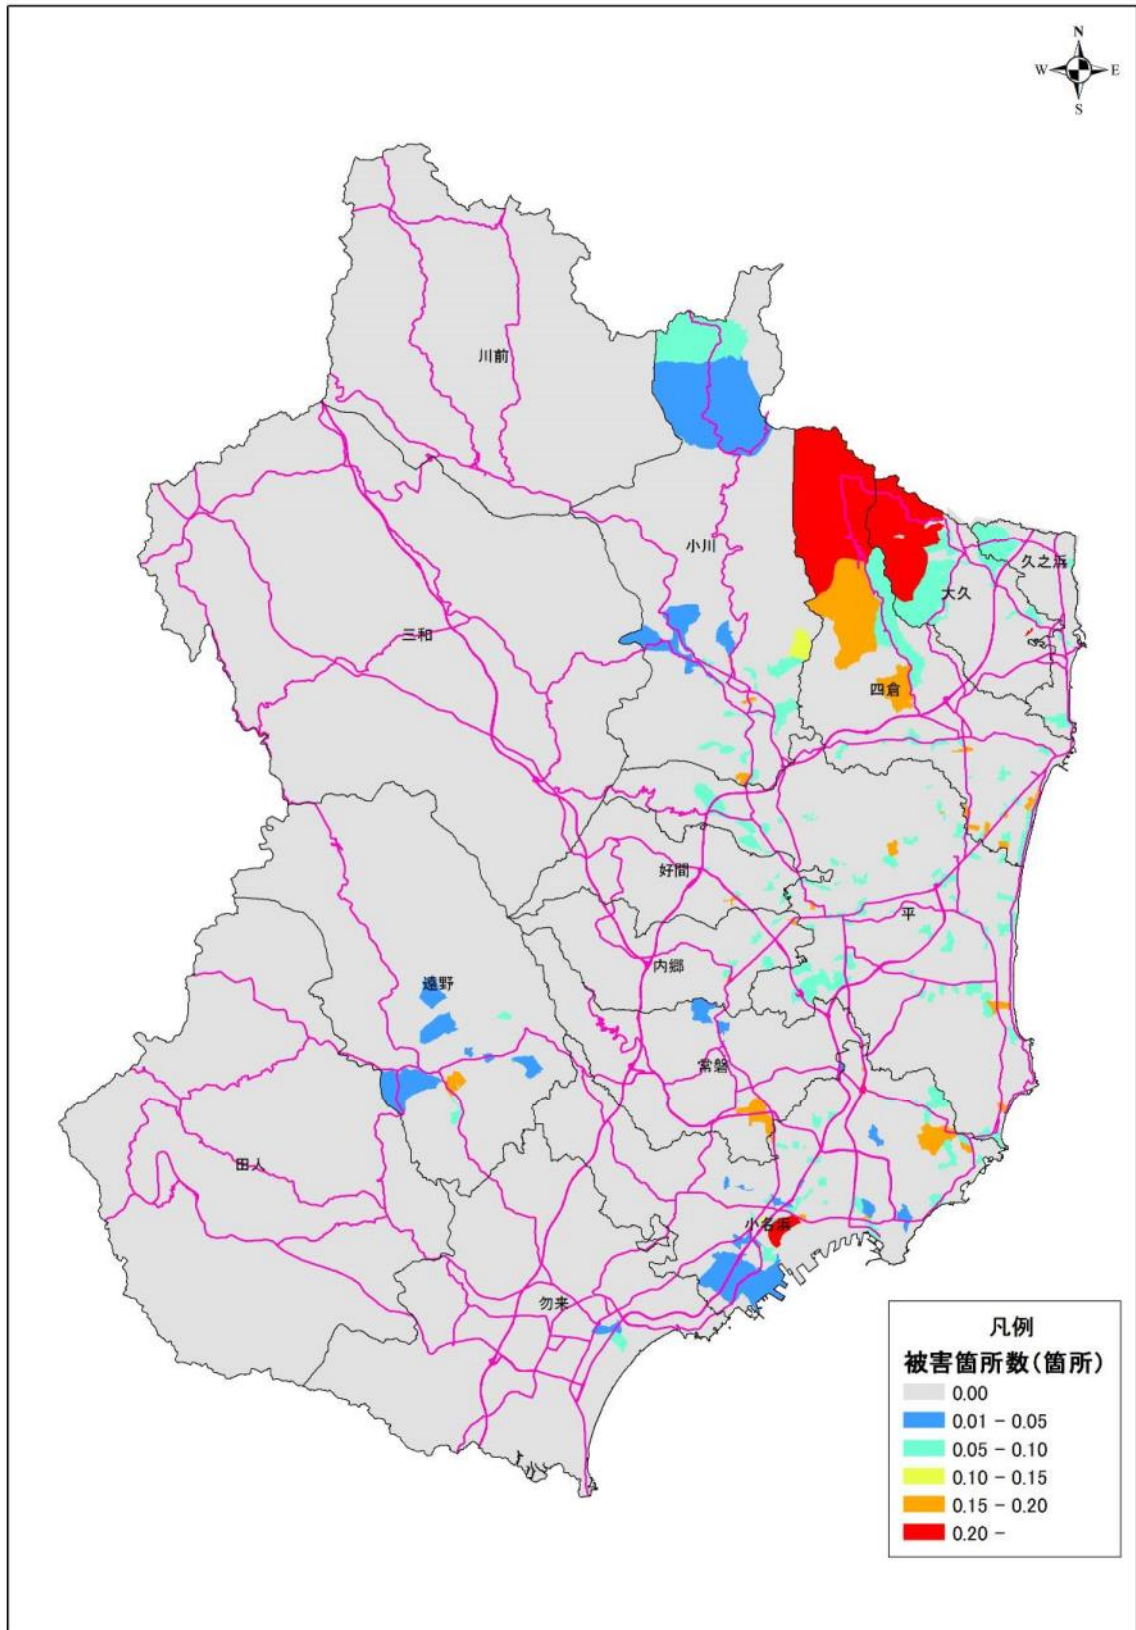 N
W E
S
川前
小川
久之浜
大久
三和
四倉
好間
平
内郷
遠野
常磐
田人
小名浜
勿来
凡例
被害箇所数(箇所)
0.00
0.01 - 0.05
0.05 - 0.10
0.10 - 0.15
0.15 - 0.20
0.20 -